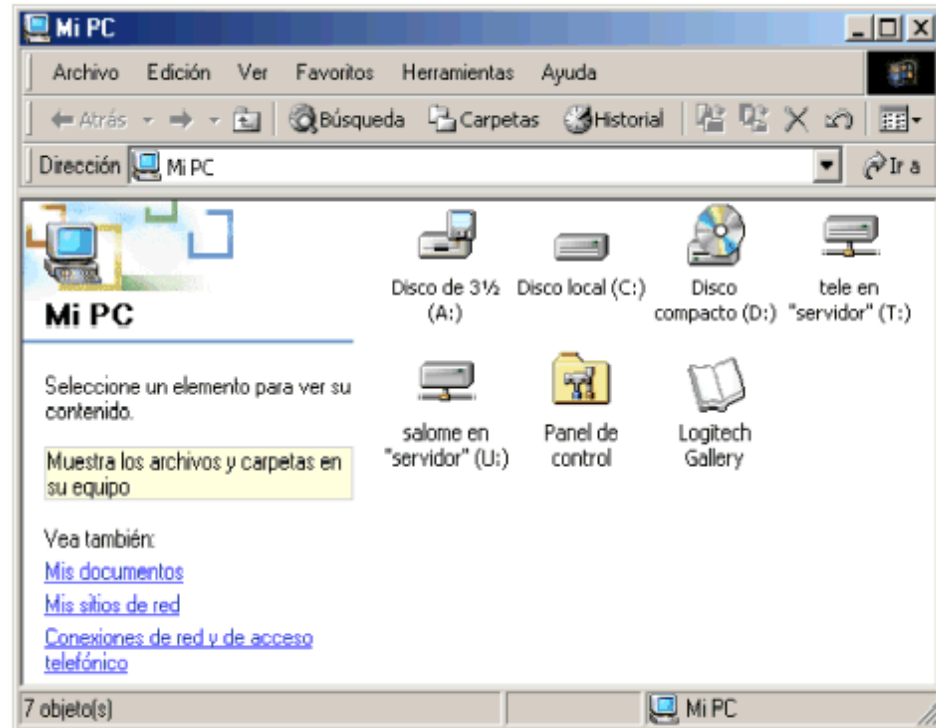 Mi PC
Archivo Edición Ver Favoritos Herramientas Ayuda
Atrás Búsqueda Carpetas Historial
Dirección Mi PC Ir a
Mi PC
Seleccione un elemento para ver su
contenido.
Muestra los archivos y carpetas en
su equipo
Vea también:
Mis documentos
Mis sitios de red
Conexiones de red y de acceso
telefónico
Disco de 3½
(A:)
Disco local (C:)
Disco
compacto (D:)
tele en
"servidor" (T:)
salome en
"servidor" (U:)
Panel de
control
Logitech
Gallery
7 objeto(s)
Mi PC